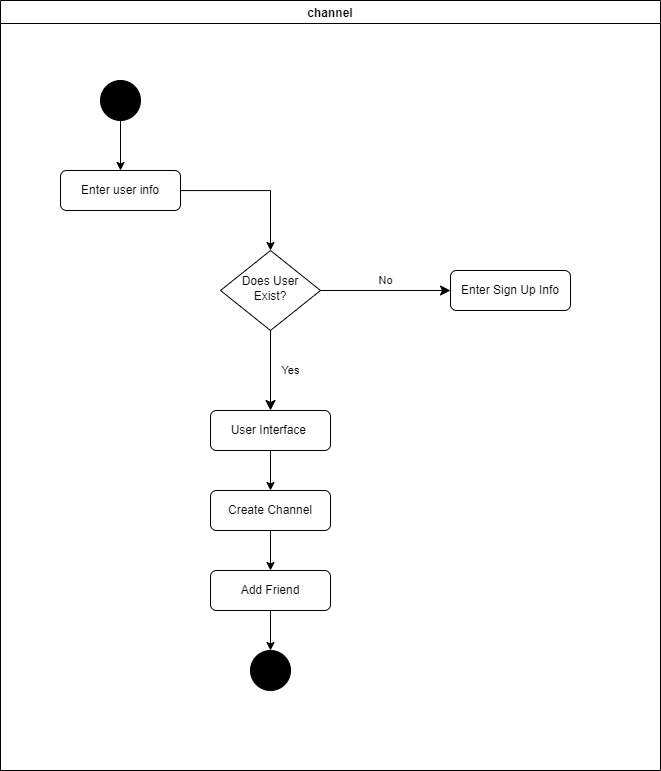 channel
Enter user info
Does User
Exist?
No
Enter Sign Up Info
Yes
User Interface
Create Channel
Add Friend